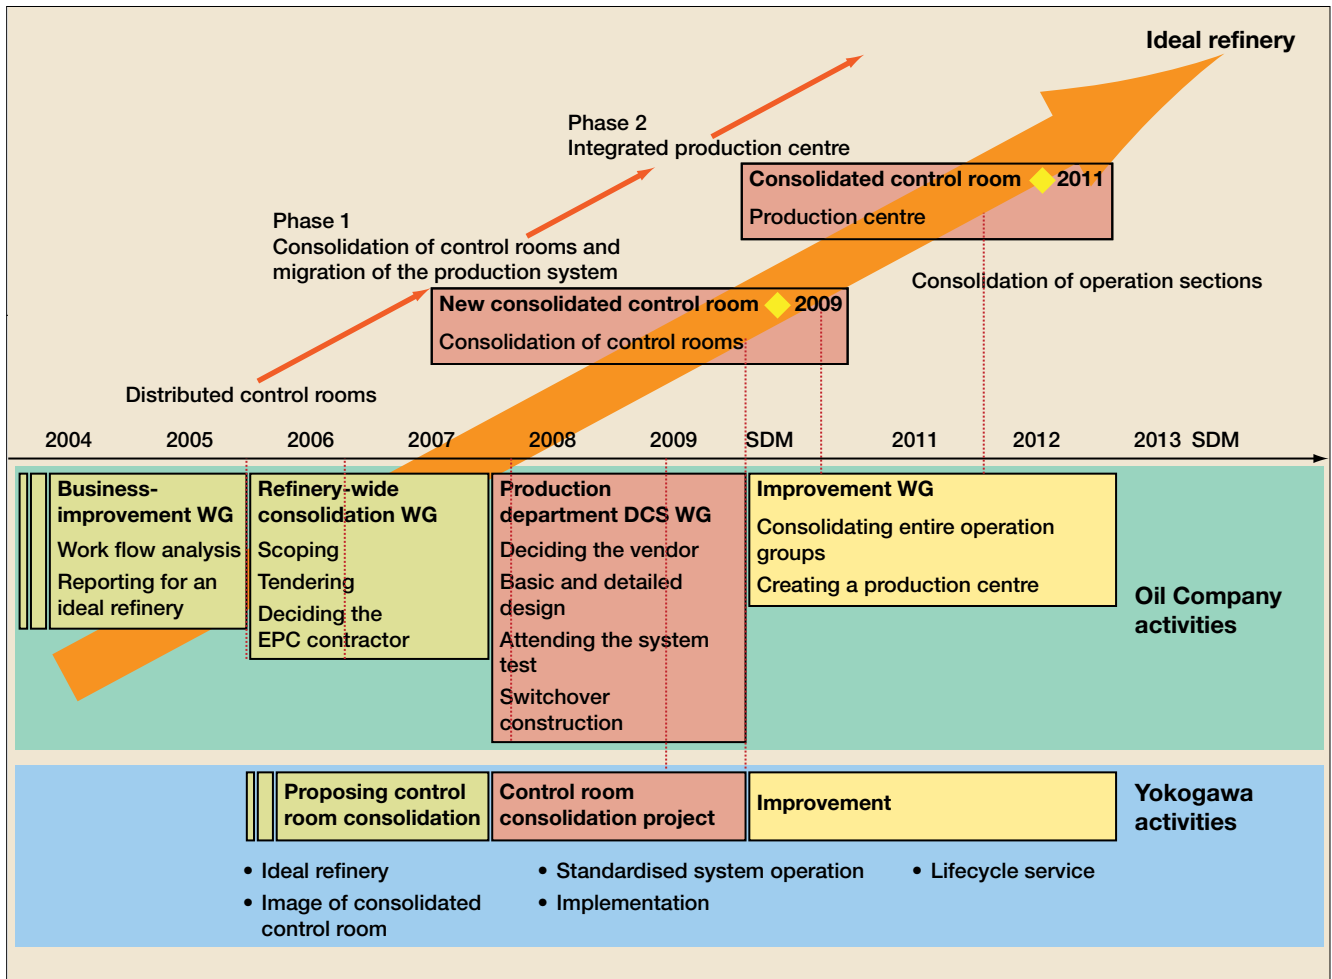 Ideal refinery
Phase 2
Integrated production centre
Consolidated control room 2011
Production centre
Phase 1
Consolidation of control rooms and
migration of the production system
Consolidation of operation sections
New consolidated control room 2009
Consolidation of control rooms
Distributed control rooms
2004 2005 2006 2007 2008 2009 SDM 2011 2012 2013 SDM
Business-
improvement WG
Work flow analysis
Reporting for an
ideal refinery
Refinery-wide
consolidation WG
Scoping
Tendering
Deciding the
EPC contractor
Production
department DCS WG
Deciding the vendor
Basic and detailed
design
Attending the system
test
Switchover
construction
Improvement WG
Consolidating entire operation
groups
Creating a production centre
Oil Company
activities
Proposing control
room consolidation
Control room
consolidation project
Improvement
Yokogawa
activities
• Ideal refinery
• Image of consolidated
control room
• Standardised system operation
• Implementation
• Lifecycle service